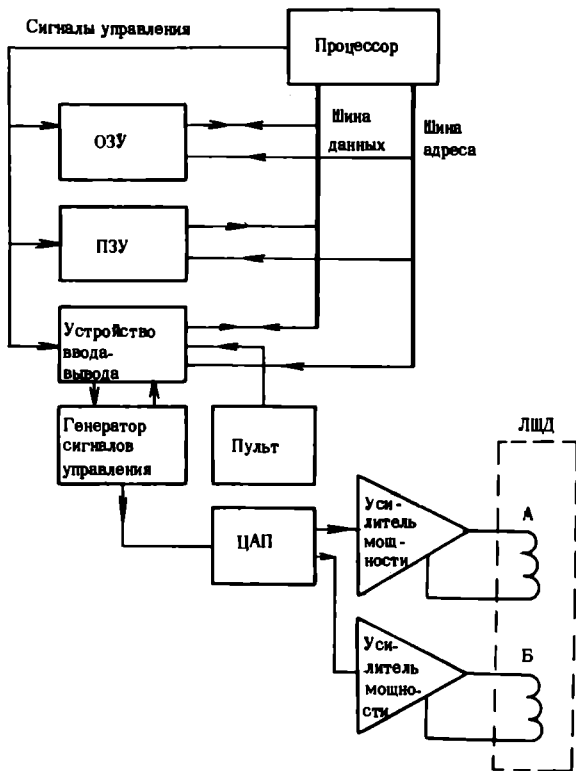 Сигналы управления
Процессор
Шина
данных
Шина
адреса
ОЗУ
ПЗУ
Устройство
ввода-
вывода
Генератор
сигналов
управления
Пульт
ЛШД
ЦАП
Уси-
литель
мощ-
ности
А
Уси-
литель
мощно-
сти
Б